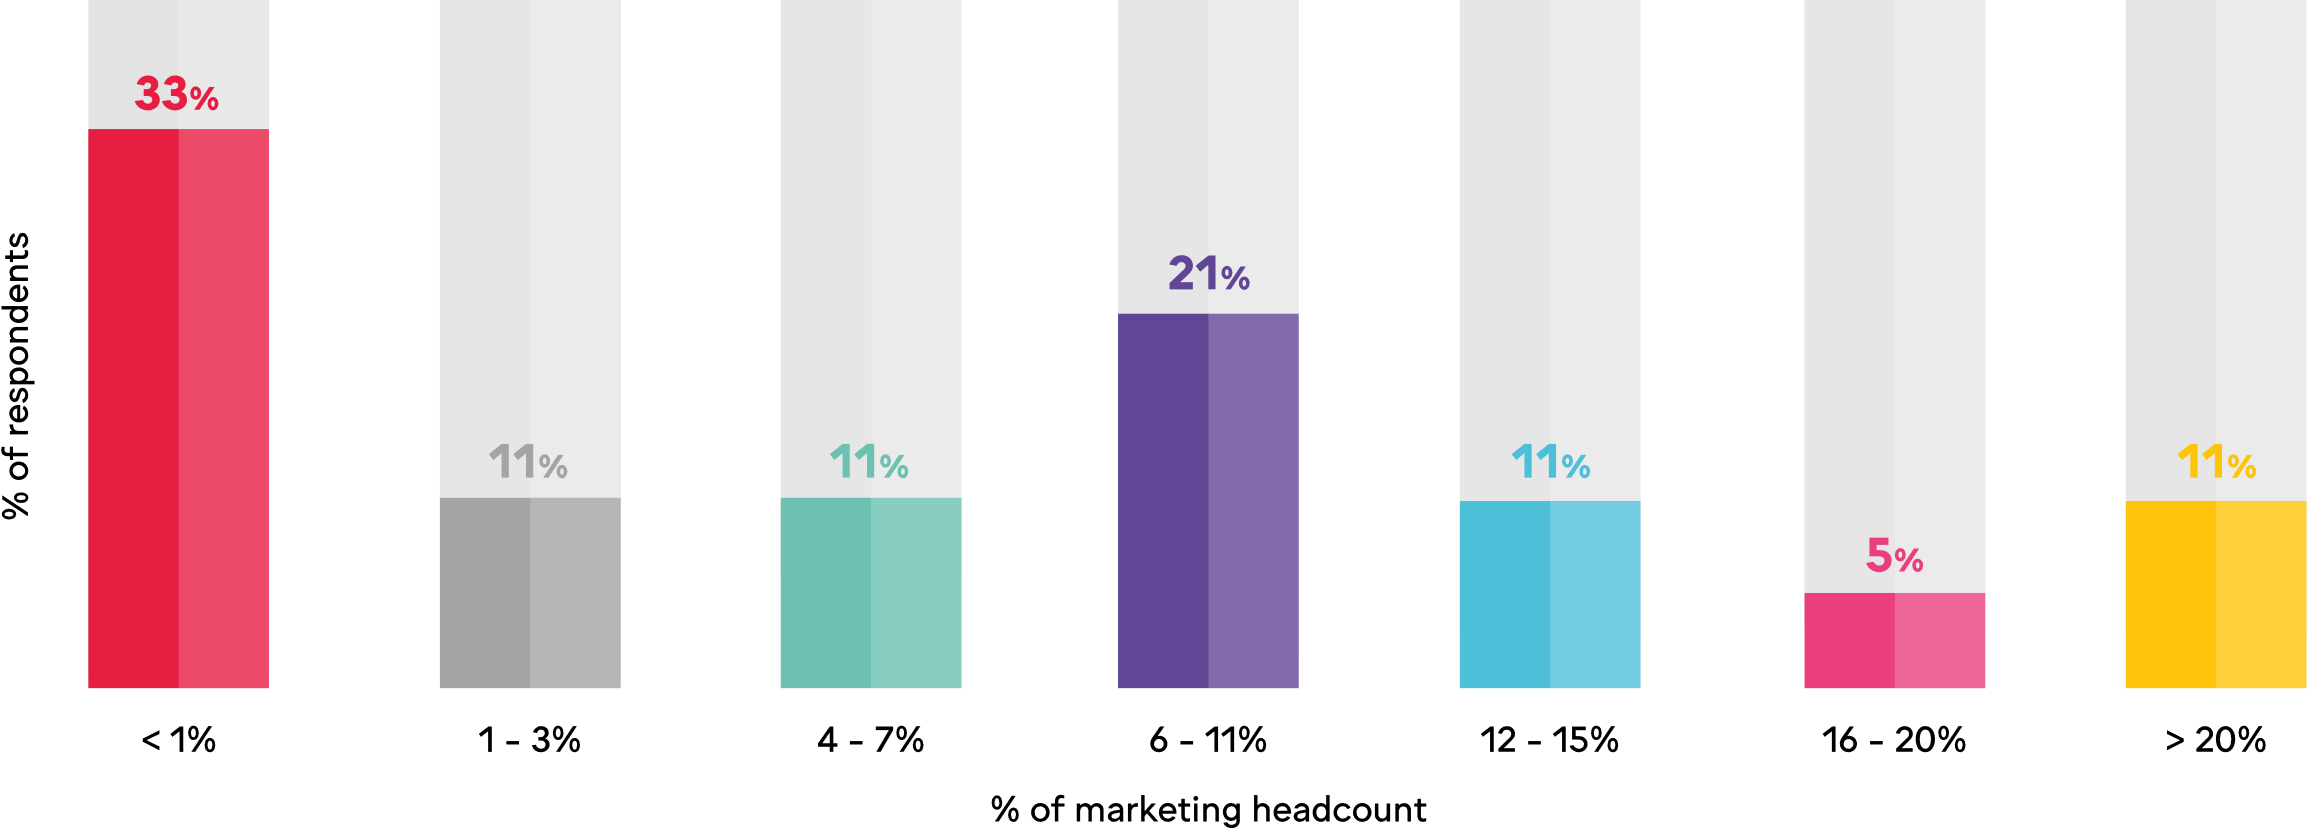 33%
11%
11%
21%
11%
5%
11%
% of respondents
< 1%
1 - 3%
4 - 7%
6 - 11%
12 - 15%
16 - 20%
> 20%
% of marketing headcount